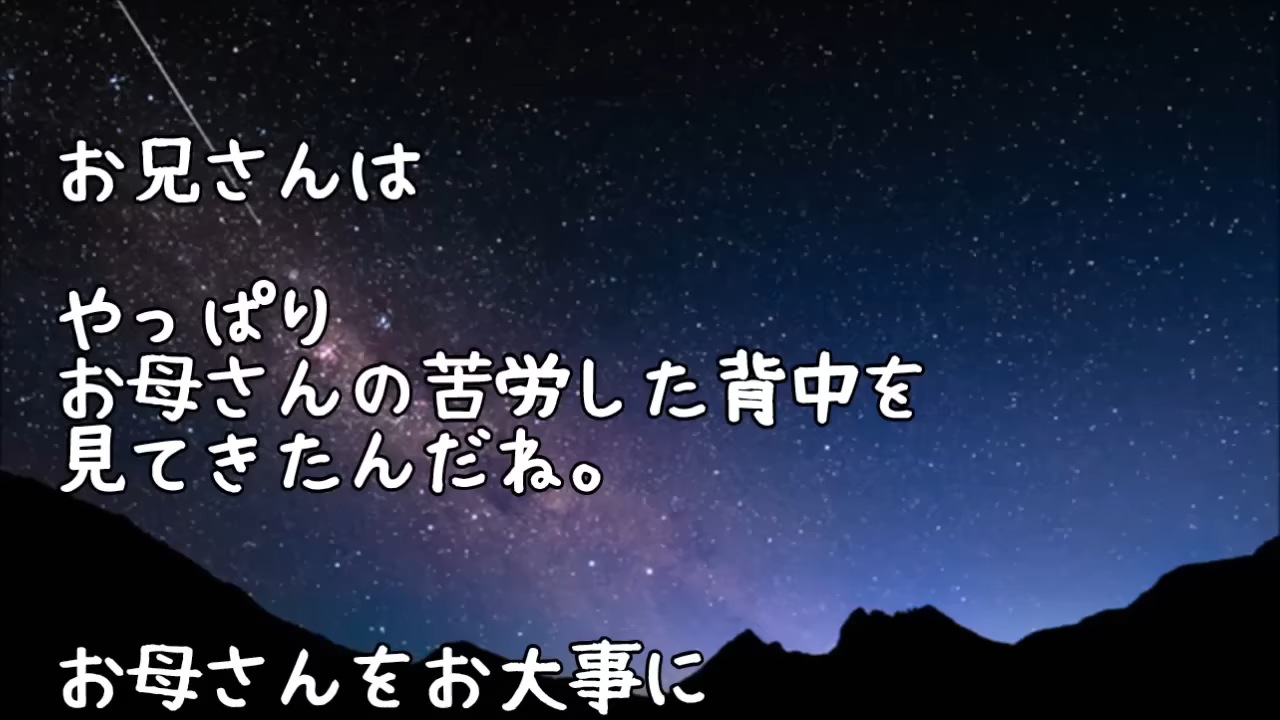 お兄さんは
やっぱり
お母さんの苦労した背中を
見てきたんだね。
お母さんをお大事に